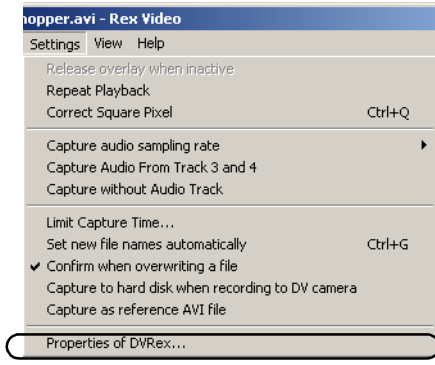 hopper.avi - Rex Video
Settings View Help
Release overlay when inactive
Repeat Playback
Correct Square Pixel Ctrl+Q
Capture audio sampling rate
Capture Audio From Track 3 and 4
Capture without Audio Track
Limit Capture Time...
Set new file names automatically Ctrl+G
Confirm when overwriting a file
Capture to hard disk when recording to DV camera
Capture as reference AVI file
Properties of DVRex...